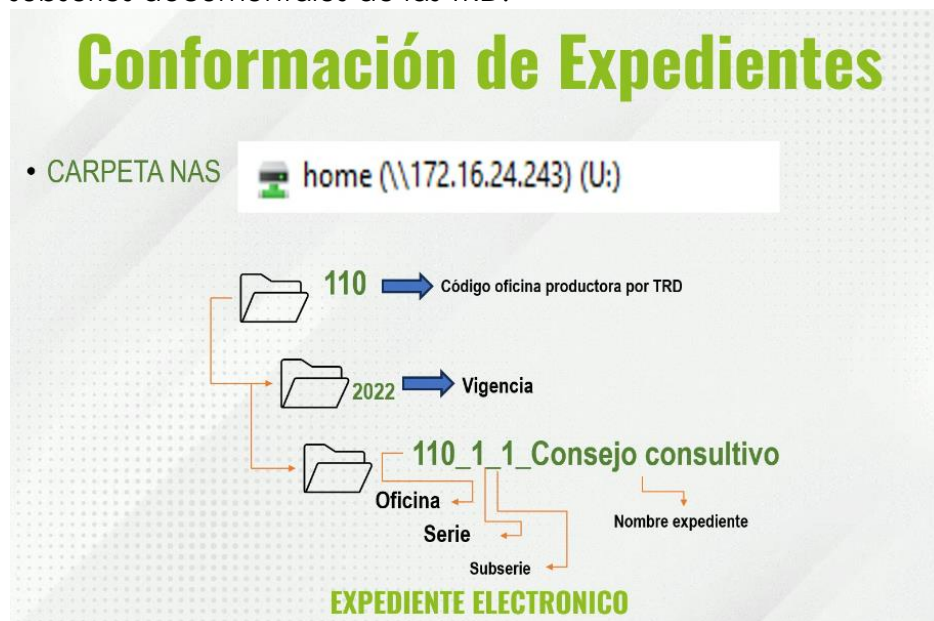 Conformación de Expedientes
• CARPETA NAS
home (\\172.16.24.243) (U:)
110
Código oficina productora por TRD
2022
Vigencia
110_1_1_Consejo consultivo
Oficina
Serie
Nombre expediente
Subserie
EXPEDIENTE ELECTRONICO